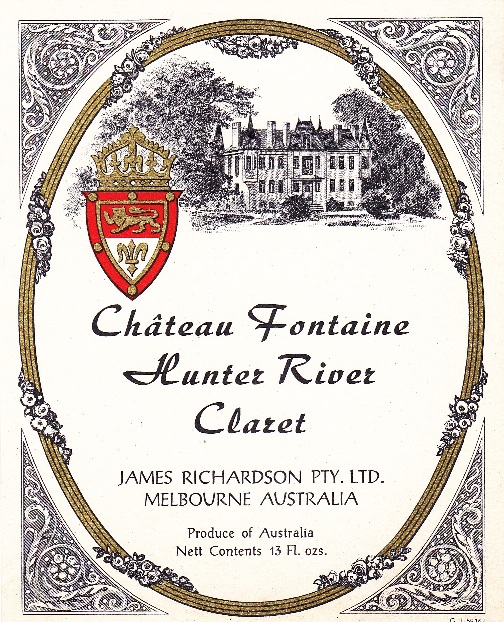 Château Fontaine
Hunter River
Claret
JAMES RICHARDSON PTY. LTD.
MELBOURNE AUSTRALIA
Produce of Australia
Nett Contents 13 Fl. ozs.